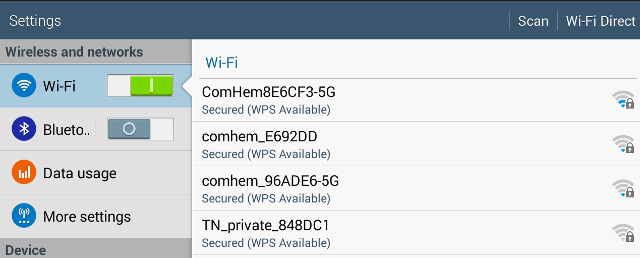 Settings
Scan
Wi-Fi Direct
Wireless and networks
Wi-Fi
Blueto..
Data usage
More settings
Device
Wi-Fi
ComHem8E6CF3-5G
Secured (WPS Available)
comhem_E692DD
Secured (WPS Available)
comhem_96ADE6-5G
Secured (WPS Available)
TN_private_848DC1
Secured (WPS Available)